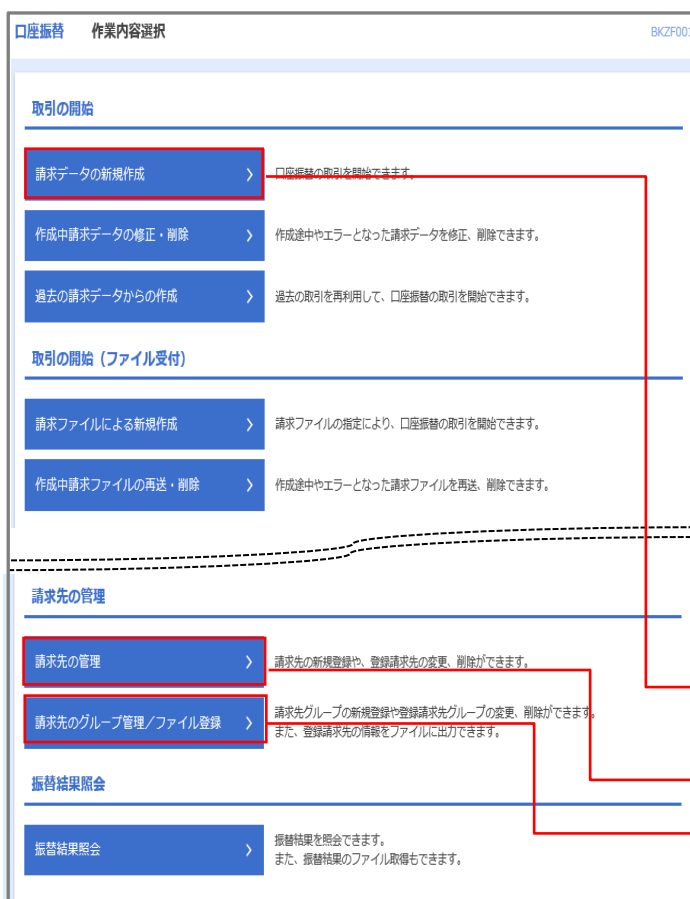 口座振替 作業内容選択 BKZF001
取引の開始
請求データの新規作成 口座振替の取引を開始できます。
作成中請求データの修正・削除 作成途中やエラーとなった請求データを修正、削除できます。
過去の請求データからの作成 過去の取引を再利用して、口座振替の取引を開始できます。
取引の開始（ファイル受付）
請求ファイルによる新規作成 請求ファイルの指定により、口座振替の取引を開始できます。
作成中請求ファイルの再送・削除 作成途中やエラーとなった請求ファイルを再送、削除できます。
請求先の管理
請求先の管理 請求先の新規登録や、登録請求先の変更、削除ができます。
請求先のグループ管理／ファイル登録 請求先グループの新規登録や登録請求先グループの変更、削除ができます。
また、登録請求先の情報をファイルに出力できます。
振替結果照会
振替結果照会 振替結果を照会できます。
また、振替結果のファイル取得もできます。